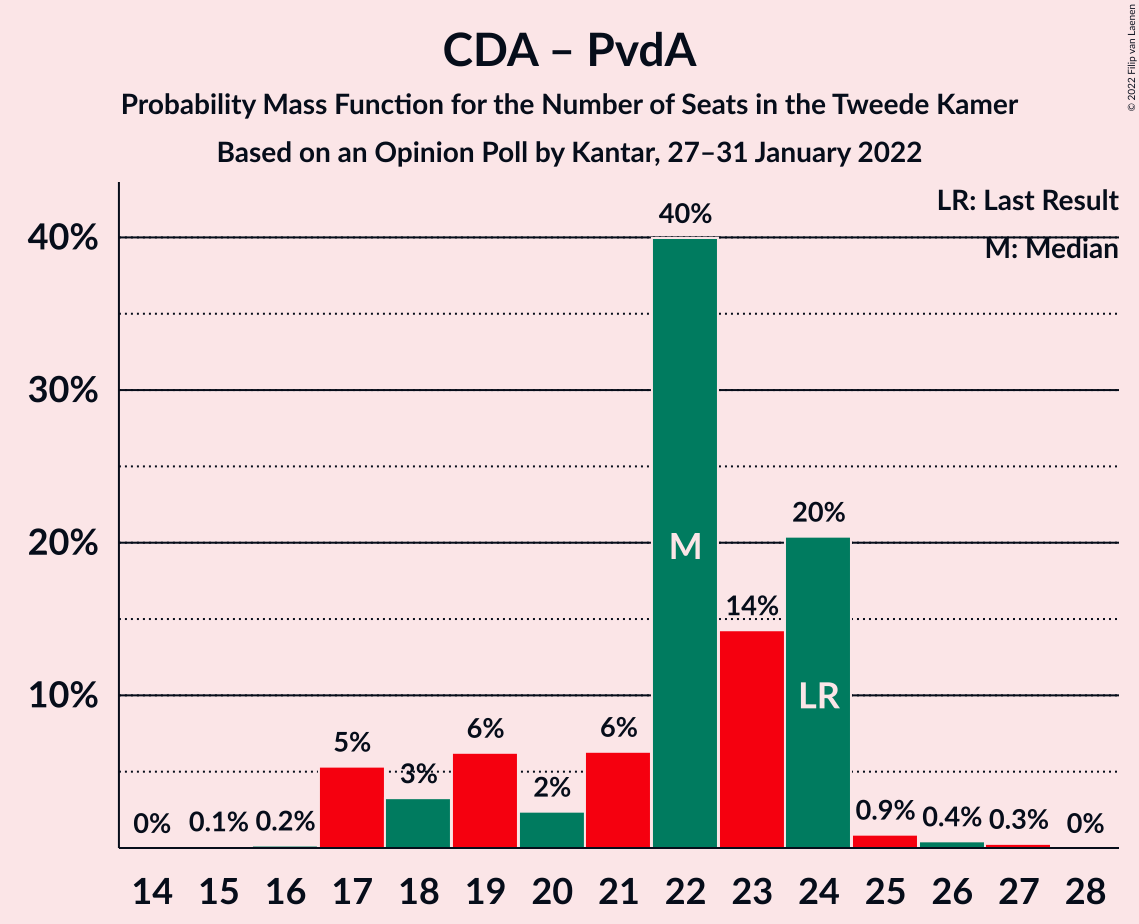 CDA – PvdA
Probability Mass Function for the Number of Seats in the Tweede Kamer
Based on an Opinion Poll by Kantar, 27–31 January 2022
© 2022 Filip van Laenen
LR: Last Result
M: Median
40%
30%
20%
10%
0%
0.1%
0.2%
5%
3%
6%
2%
6%
40%
14%
20%
0.9%
0.4%
0.3%
0%
M
LR
14 15 16 17 18 19 20 21 22 23 24 25 26 27 28